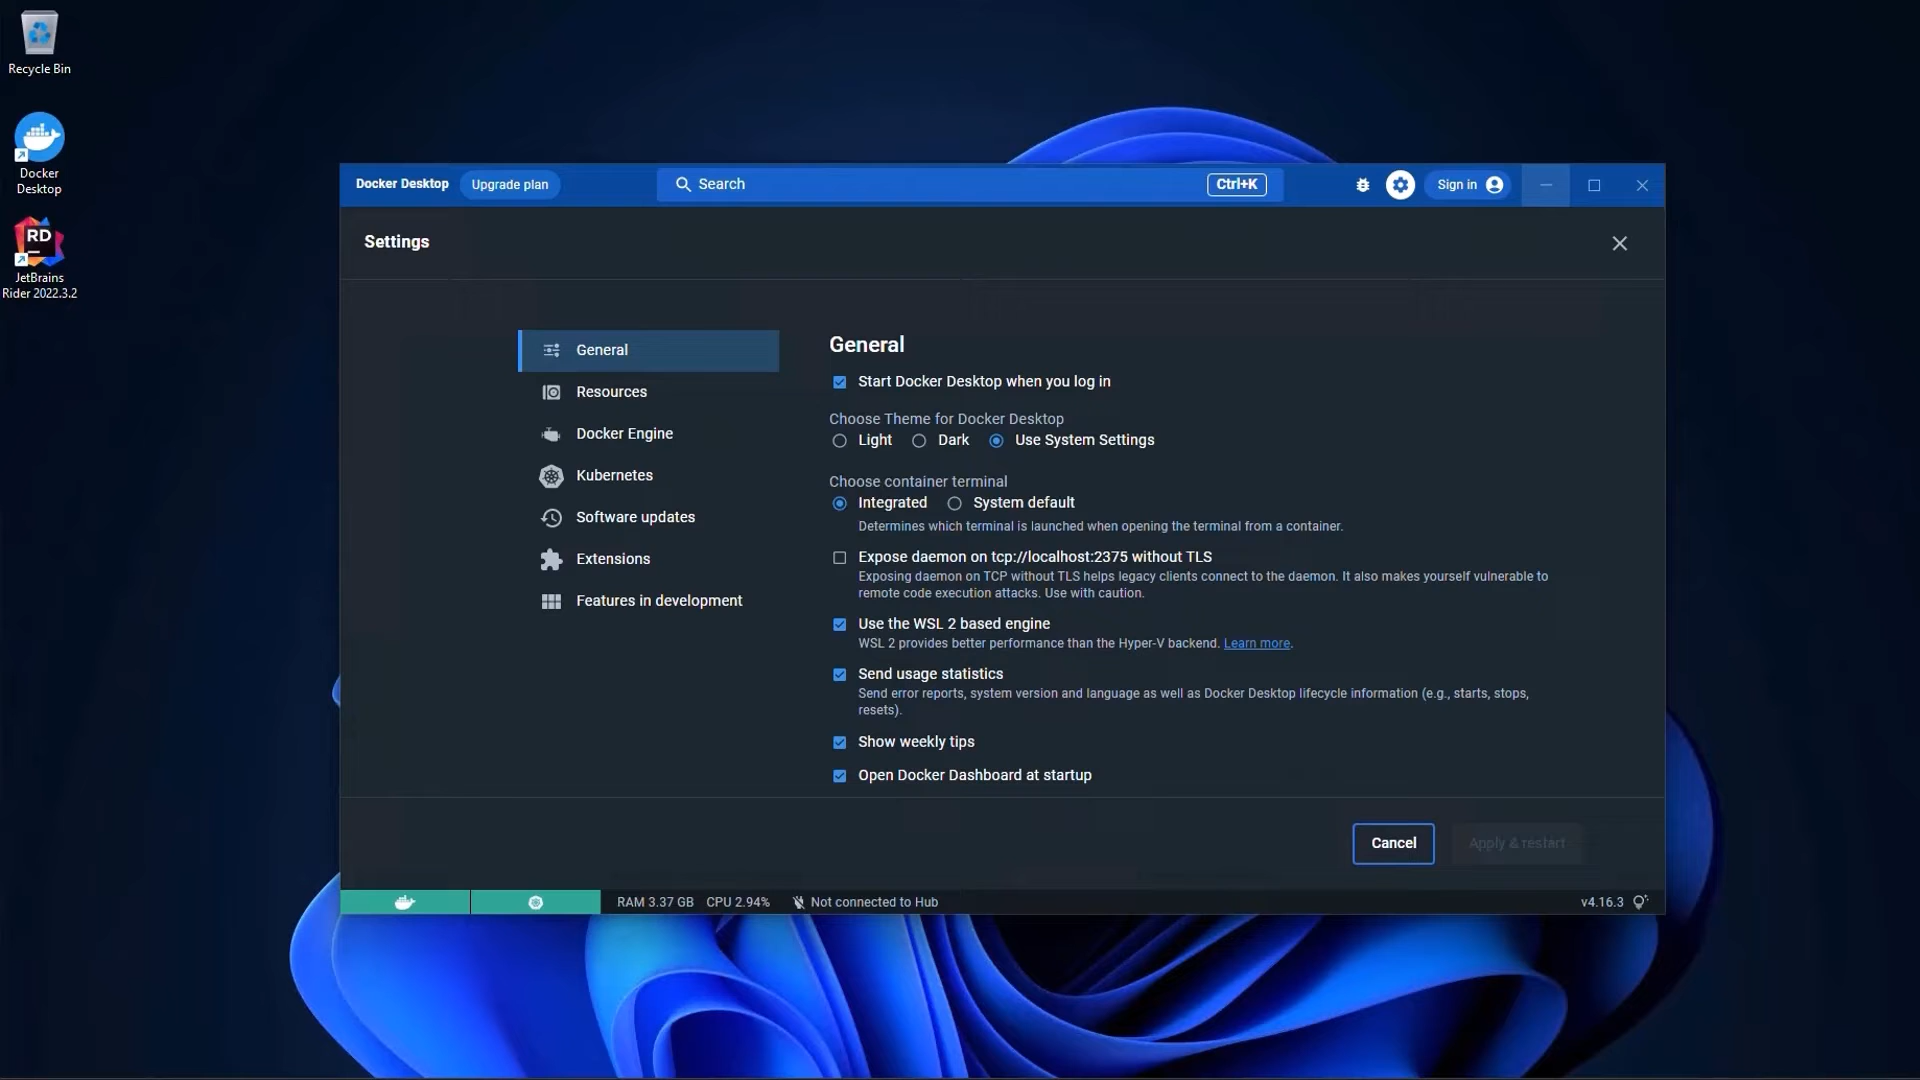 Recycle Bin
Docker
Desktop
RD
JetBrains
Rider 2022.3.2
Docker Desktop
Upgrade plan
Search
Ctrl+K
Sign in
Settings
General
Resources
Docker Engine
Kubernetes
Software updates
Extensions
Features in development
General
Start Docker Desktop when you log in
Choose Theme for Docker Desktop
Light Dark Use System Settings
Choose container terminal
Integrated System default
Determines which terminal is launched when opening the terminal from a container.
Expose daemon on tcp://localhost:2375 without TLS
Exposing daemon on TCP without TLS helps legacy clients connect to the daemon. It also makes yourself vulnerable to
remote code execution attacks. Use with caution.
Use the WSL 2 based engine
WSL 2 provides better performance than the Hyper-V backend. Learn more.
Send usage statistics
Send error reports, system version and language as well as Docker Desktop lifecycle information (e.g., starts, stops,
resets).
Show weekly tips
Open Docker Dashboard at startup
Cancel
Apply & restart
RAM 3.37 GB CPU 2.94% Not connected to Hub
v4.16.3